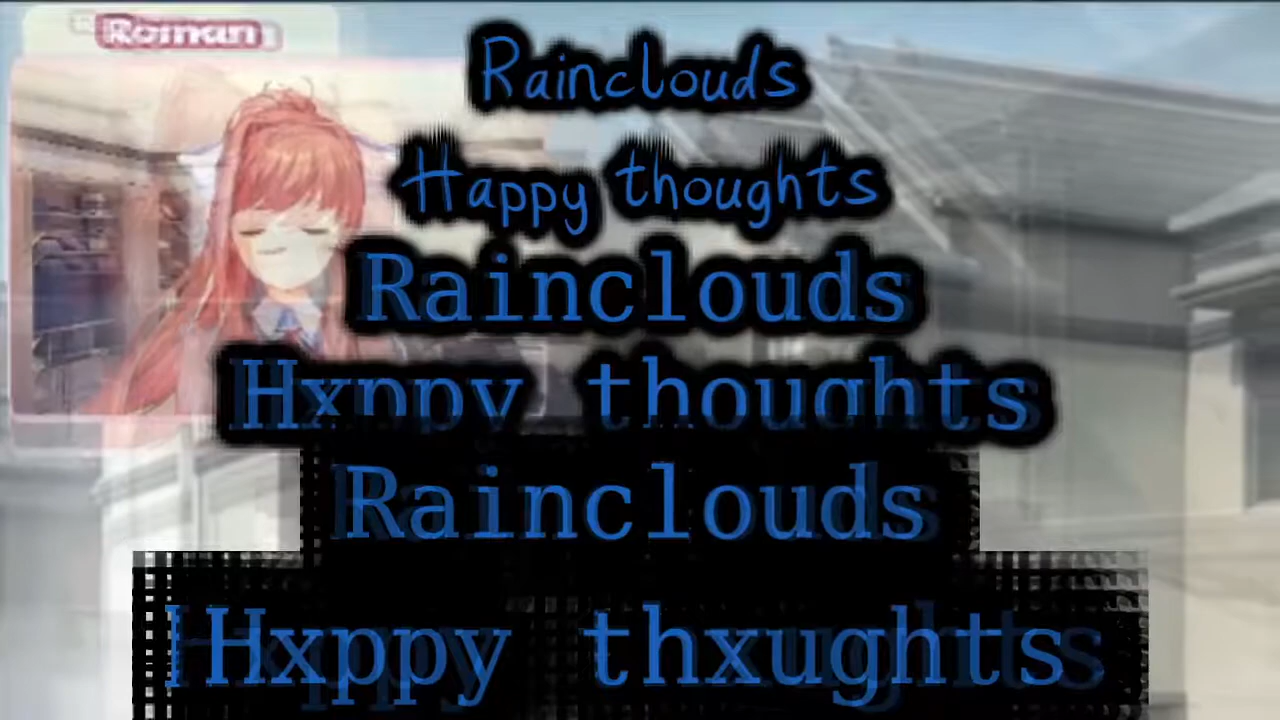 Roman
Rainclouds
Happy thoughts
Rainclouds
Hxppy thoughts
Rainclouds
Hxppy thxughts